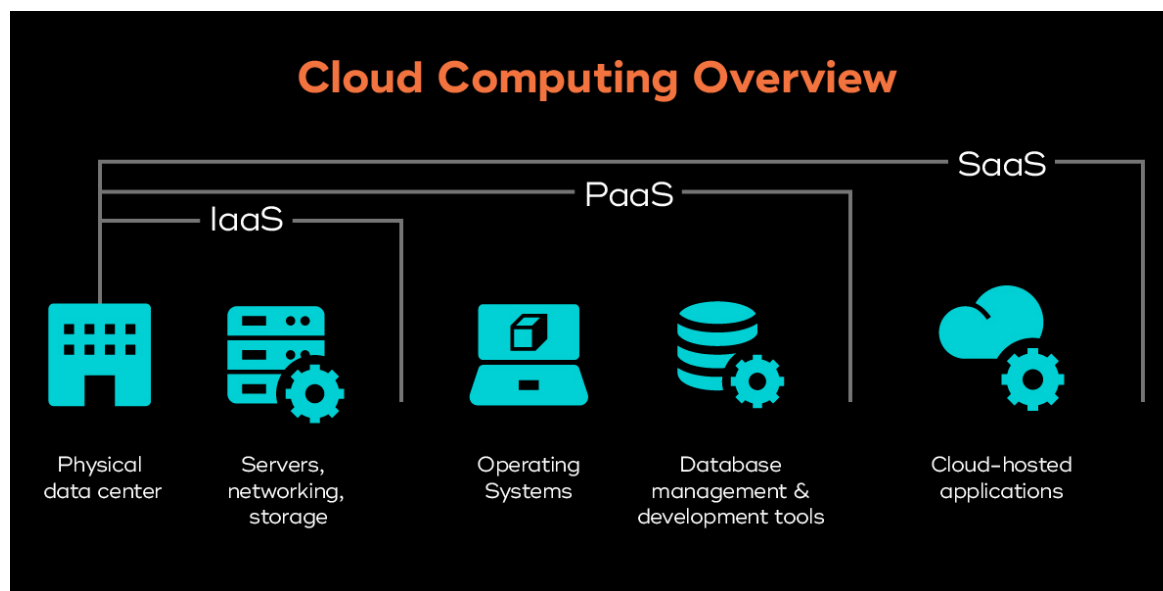 Cloud Computing Overview
SaaS
PaaS
IaaS
Physical
data center
Servers,
networking,
storage
Operating
Systems
Database
management &
development tools
Cloud-hosted
applications